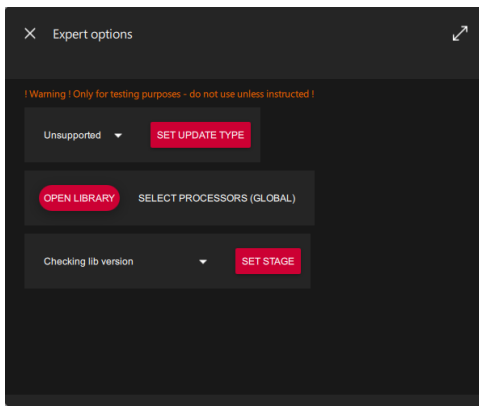 Expert options
! Warning ! Only for testing purposes - do not use unless instructed !
Unsupported SET UPDATE TYPE
OPEN LIBRARY SELECT PROCESSORS (GLOBAL)
Checking lib version SET STAGE